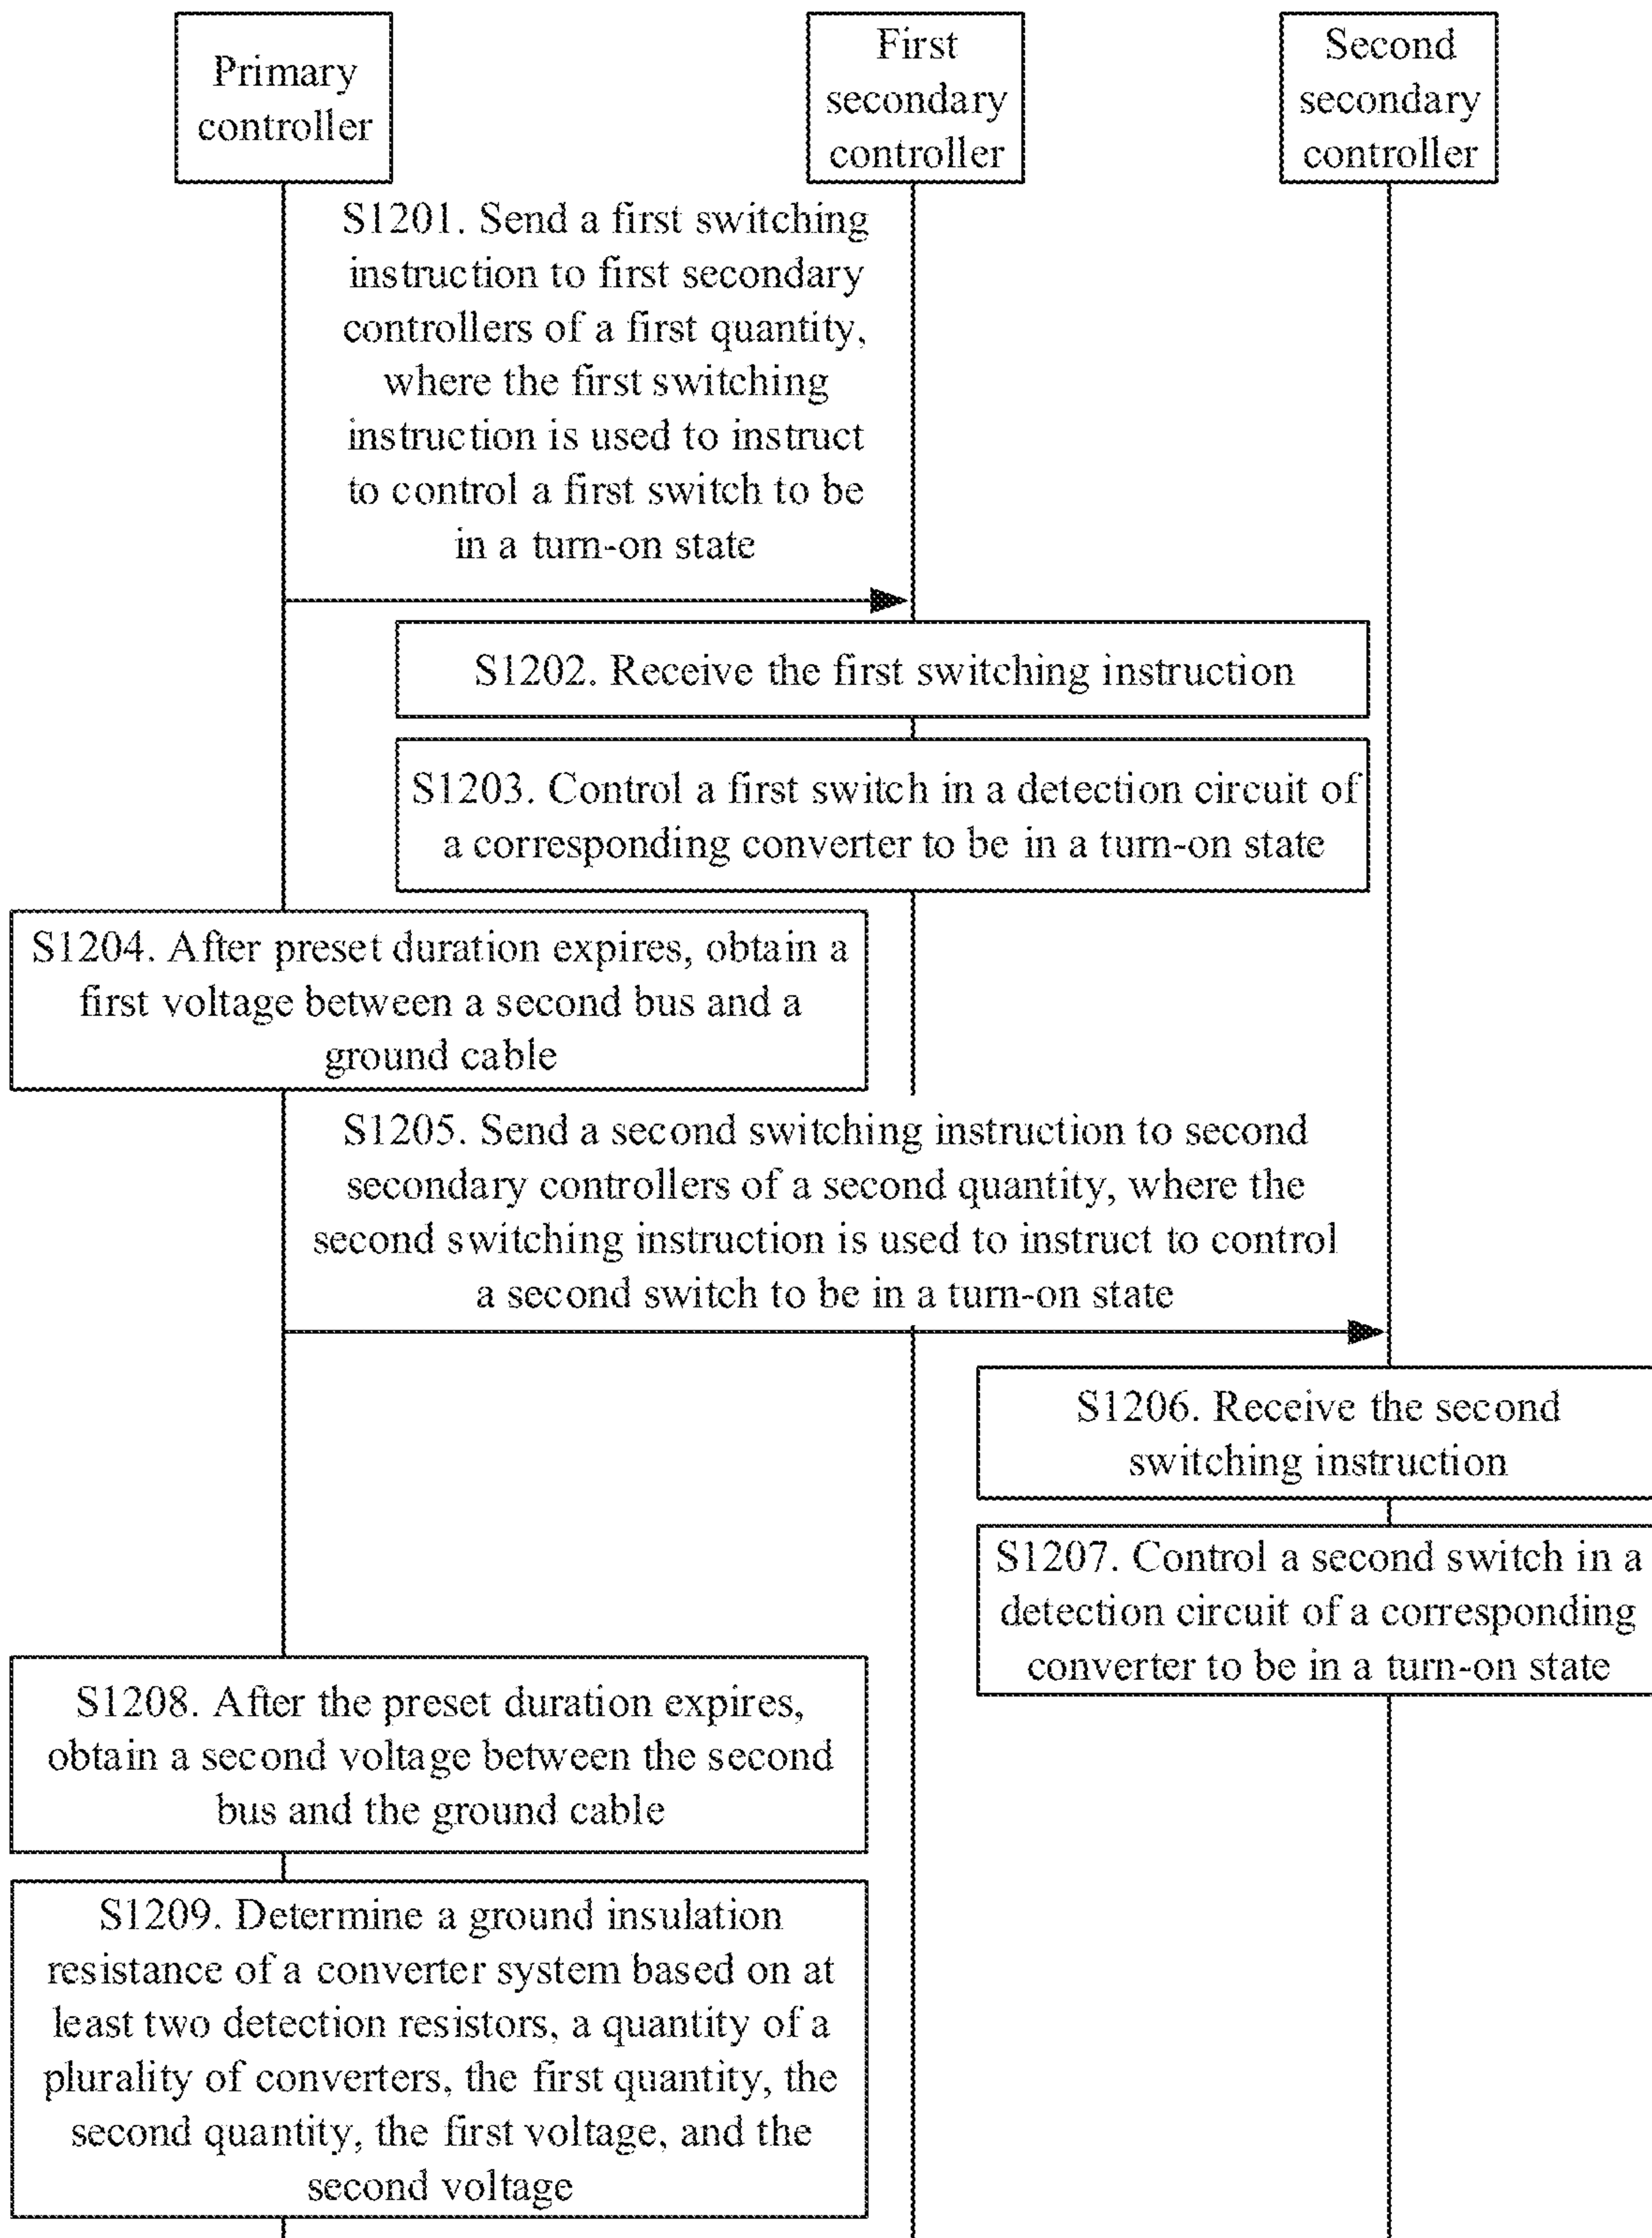 Primary
controller
First
secondary
controller
Second
secondary
controller
S1201. Send a first switching
instruction to first secondary
controllers of a first quantity,
where the first switching
instruction is used to instruct
to control a first switch to be
in a turn-on state
S1202. Receive the first switching instruction
S1203. Control a first switch in a detection circuit of
a corresponding converter to be in a turn-on state
S1204. After preset duration expires, obtain a
first voltage between a second bus and a
ground cable
S1205. Send a second switching instruction to second
secondary controllers of a second quantity, where the
second switching instruction is used to instruct to control
a second switch to be in a turn-on state
S1206. Receive the second
switching instruction
S1207. Control a second switch in a
detection circuit of a corresponding
converter to be in a turn-on state
S1208. After the preset duration expires,
obtain a second voltage between the second
bus and the ground cable
S1209. Determine a ground insulation
resistance of a converter system based on at
least two detection resistors, a quantity of a
plurality of converters, the first quantity, the
second quantity, the first voltage, and the
second voltage